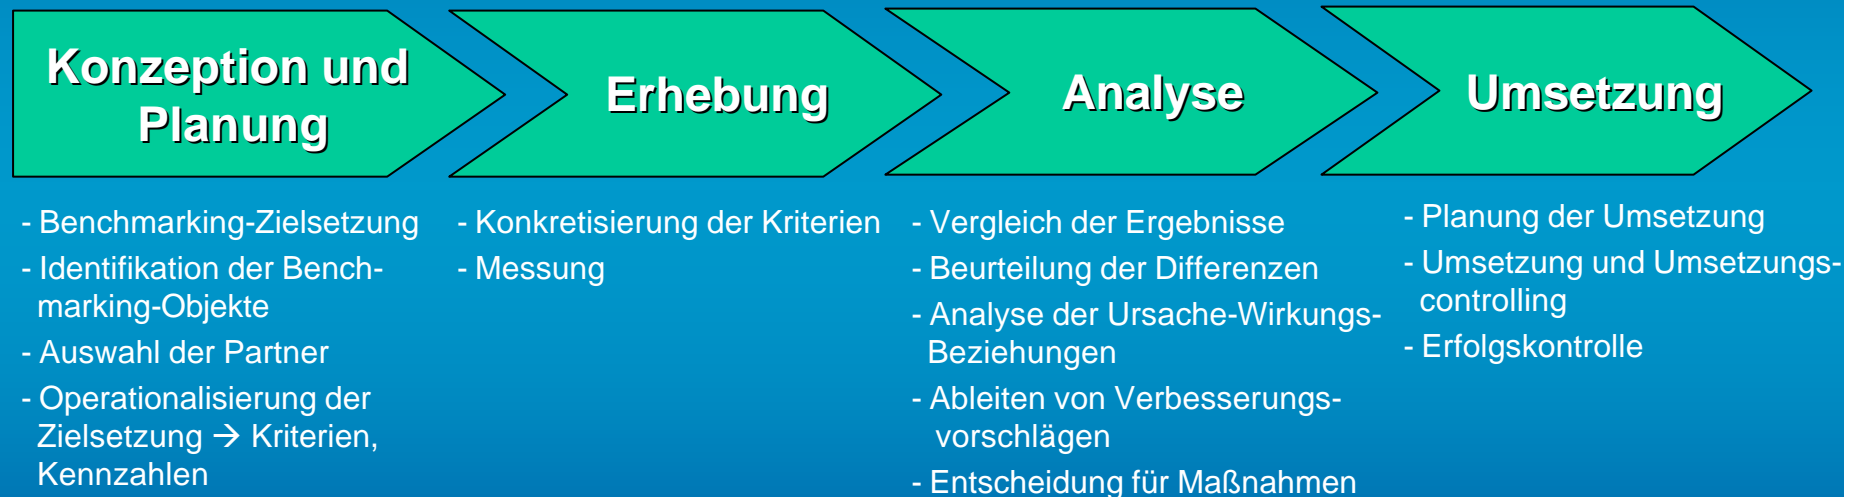 Konzeption und
Planung
Erhebung
Analyse
Umsetzung
- Benchmarking-Zielsetzung
- Identifikation der Bench-
marking-Objekte
- Auswahl der Partner
- Operationalisierung der
Zielsetzung → Kriterien,
Kennzahlen
- Konkretisierung der Kriterien
- Messung
- Vergleich der Ergebnisse
- Beurteilung der Differenzen
- Analyse der Ursache-Wirkungs-
Beziehungen
- Ableiten von Verbesserungs-
vorschlägen
- Entscheidung für Maßnahmen
- Planung der Umsetzung
- Umsetzung und Umsetzungs-
controlling
- Erfolgskontrolle